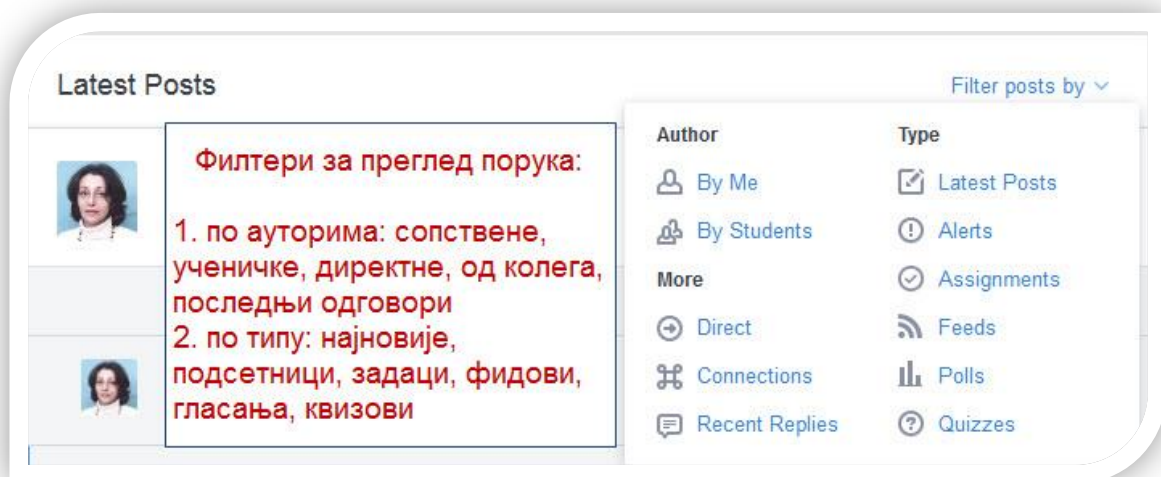 Latest Posts
Filter posts by
Филтери за преглед порука:
1. по ауторима: сопствене,
ученичке, директне, од колега,
последњи одговори
2. по типу: најновије,
подсетници, задаци, фидови,
гласања, квизови
Author
By Me
By Students
More
Direct
Connections
Recent Replies
Type
Latest Posts
Alerts
Assignments
Feeds
Polls
Quizzes